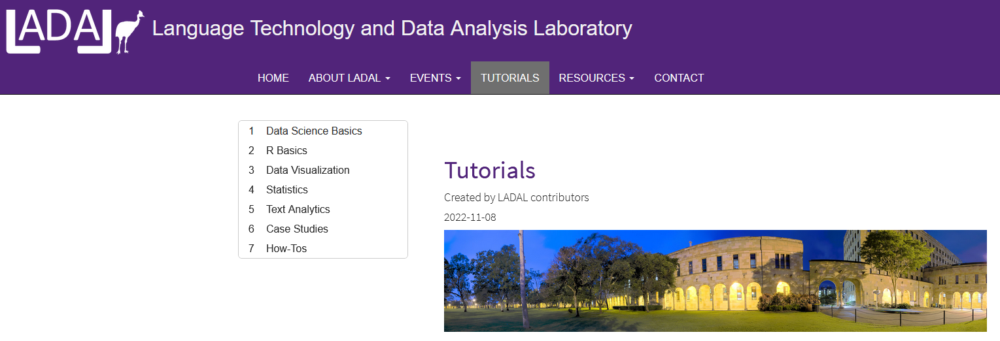 LADAL Language Technology and Data Analysis Laboratory
HOME ABOUT LADAL EVENTS TUTORIALS RESOURCES CONTACT
1 Data Science Basics
2 R Basics
3 Data Visualization
4 Statistics
5 Text Analytics
6 Case Studies
7 How-Tos
Tutorials
Created by LADAL contributors
2022-11-08